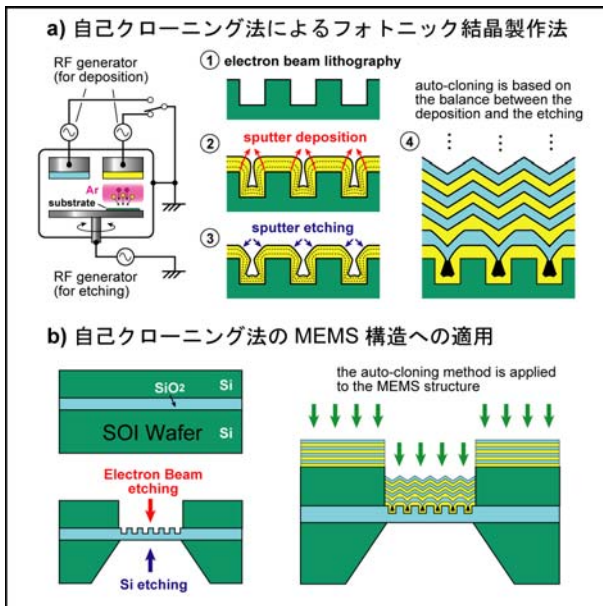 a) 自己クローニング法によるフォトニック結晶製作法
RF generator
(for deposition)
Ar
substrate
RF generator
(for etching)
① electron beam lithography
② sputter deposition
③ sputter etching
auto-cloning is based on
the balance between the
deposition and the etching
④
b) 自己クローニング法の MEMS 構造への適用
SiO2
Si
SOI Wafer
Si
Electron Beam
etching
Si etching
the auto-cloning method is applied
to the MEMS structure